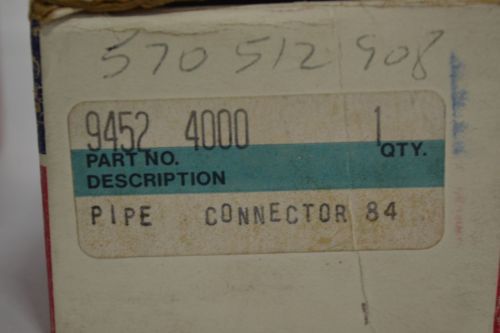 570 512 908
9452 4000 1
PART NO. QTY.
DESCRIPTION
PIPE CONNECTOR 84